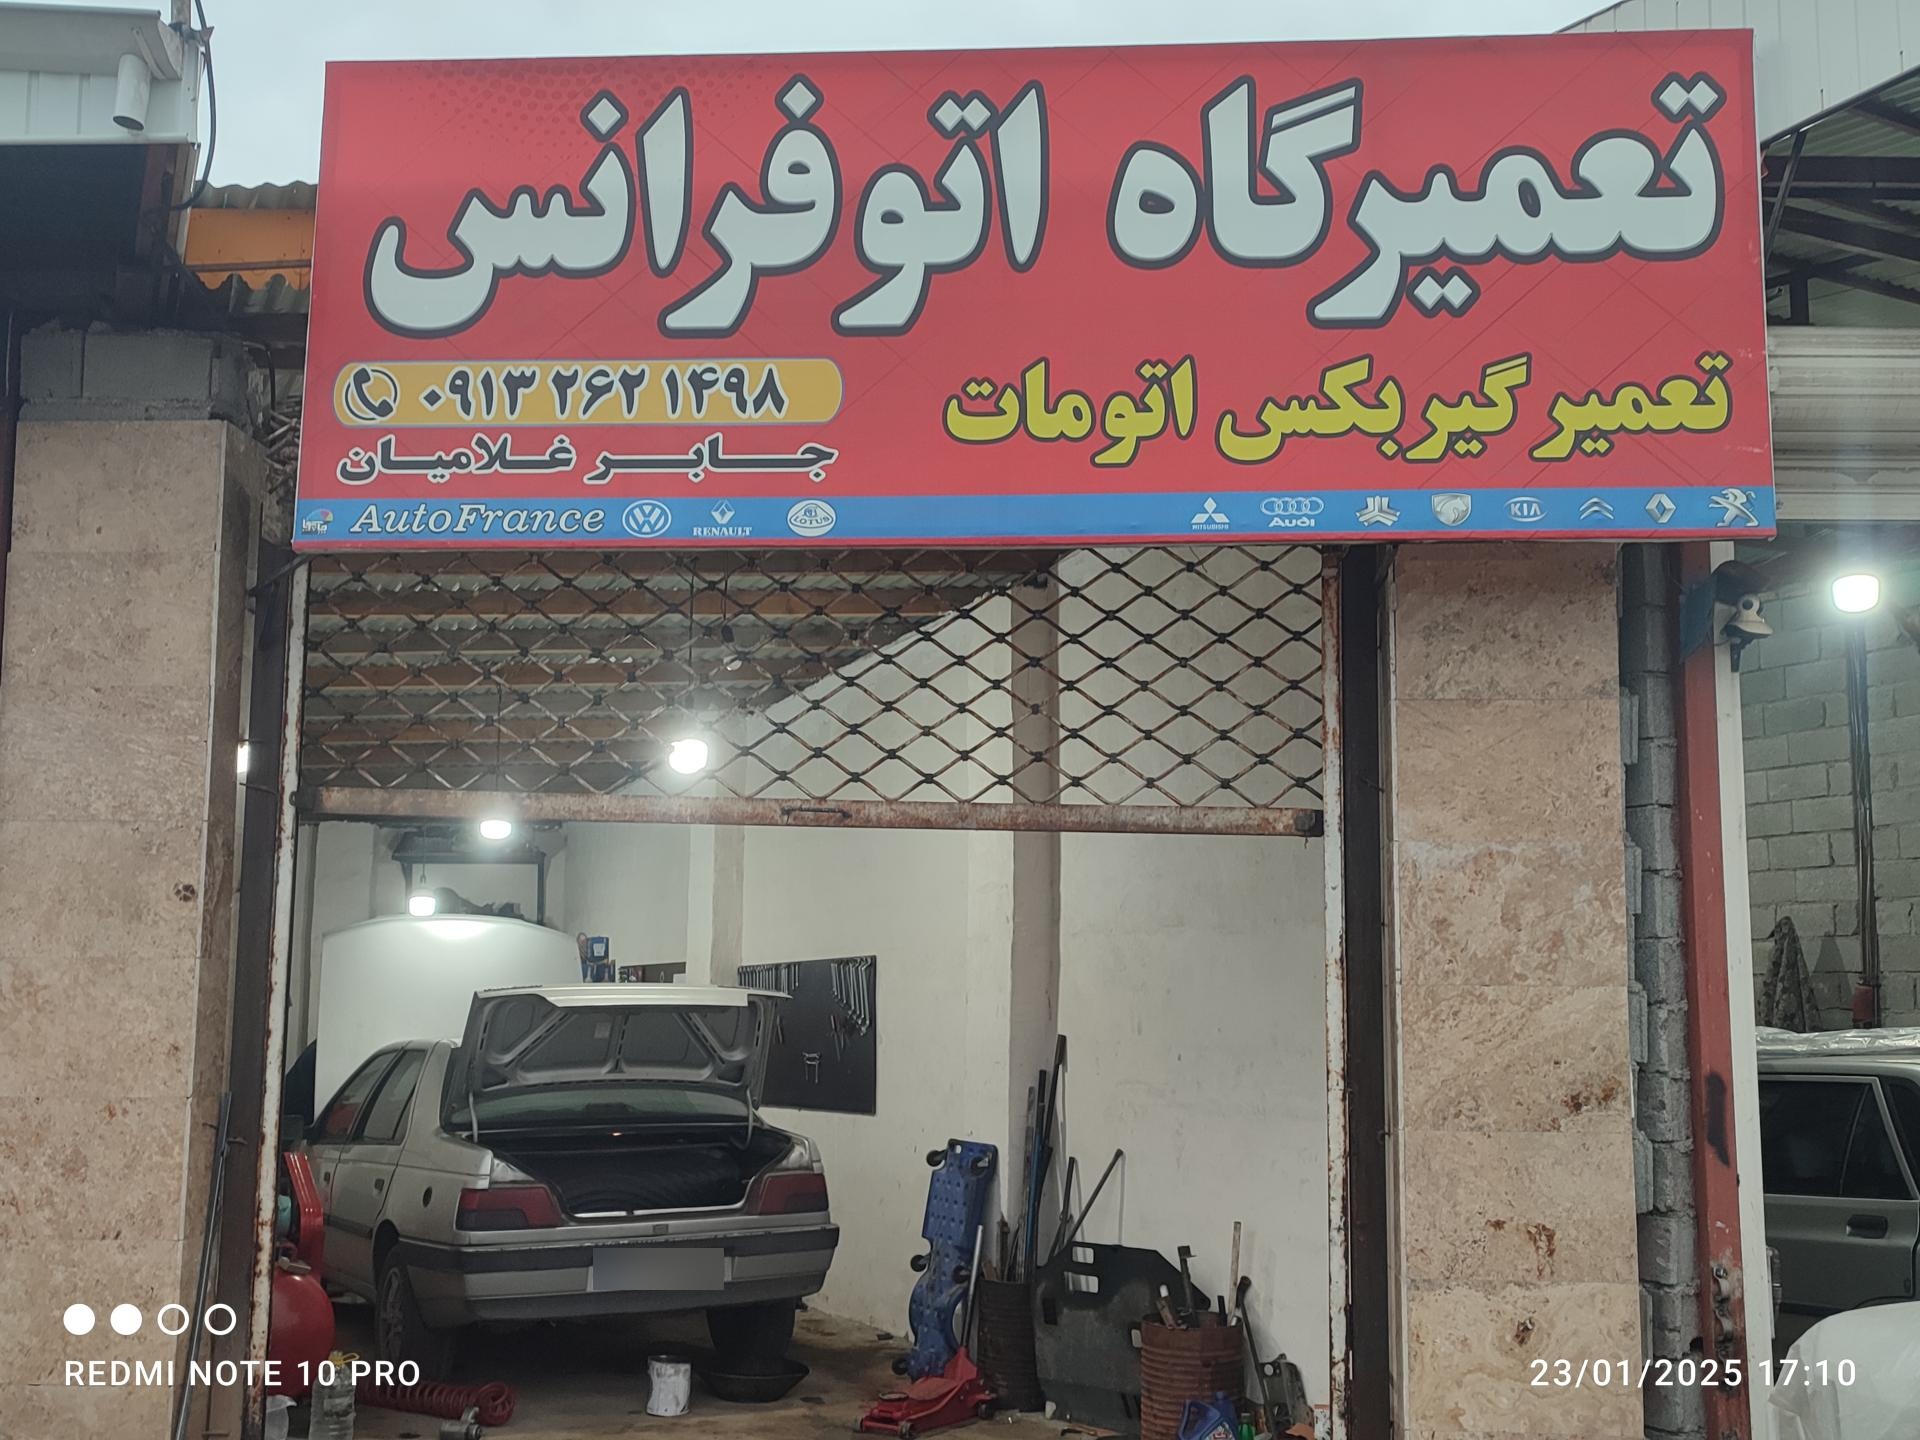 تعمیرگاه اتوفرانس
تعمیر گیربکس اتومات
۰۹۱۳ ۲۶۲ ۱۴۹۸
جابر غلامیان
AutoFrance
RENAULT
LOTUS
MITSUBISHI
Audi
KIA
REDMI NOTE 10 PRO
23/01/2025 17:10